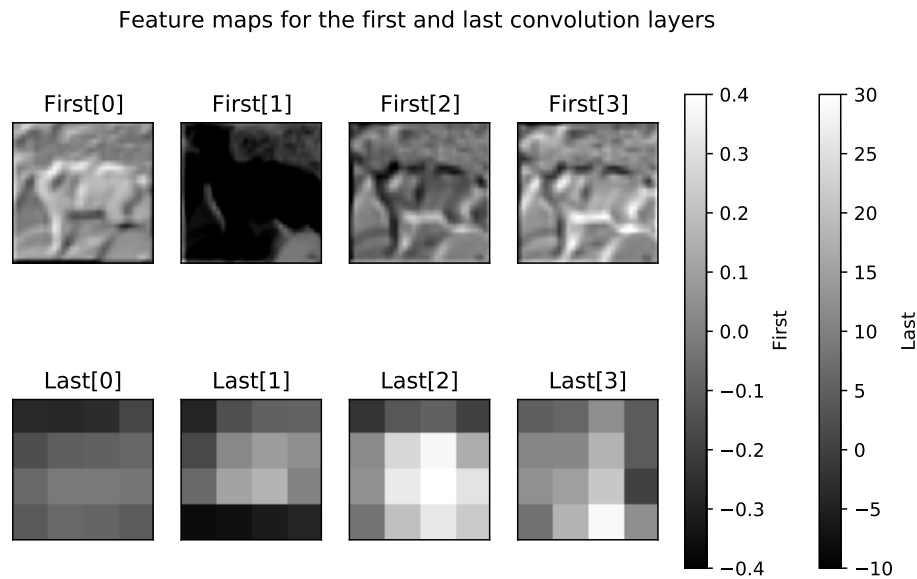 Feature maps for the first and last convolution layers
First[0]
First[1]
First[2]
First[3]
Last[0]
Last[1]
Last[2]
Last[3]
0.4
0.3
0.2
0.1
0.0
−0.1
−0.2
−0.3
−0.4
First
30
25
20
15
10
5
0
−5
−10
Last